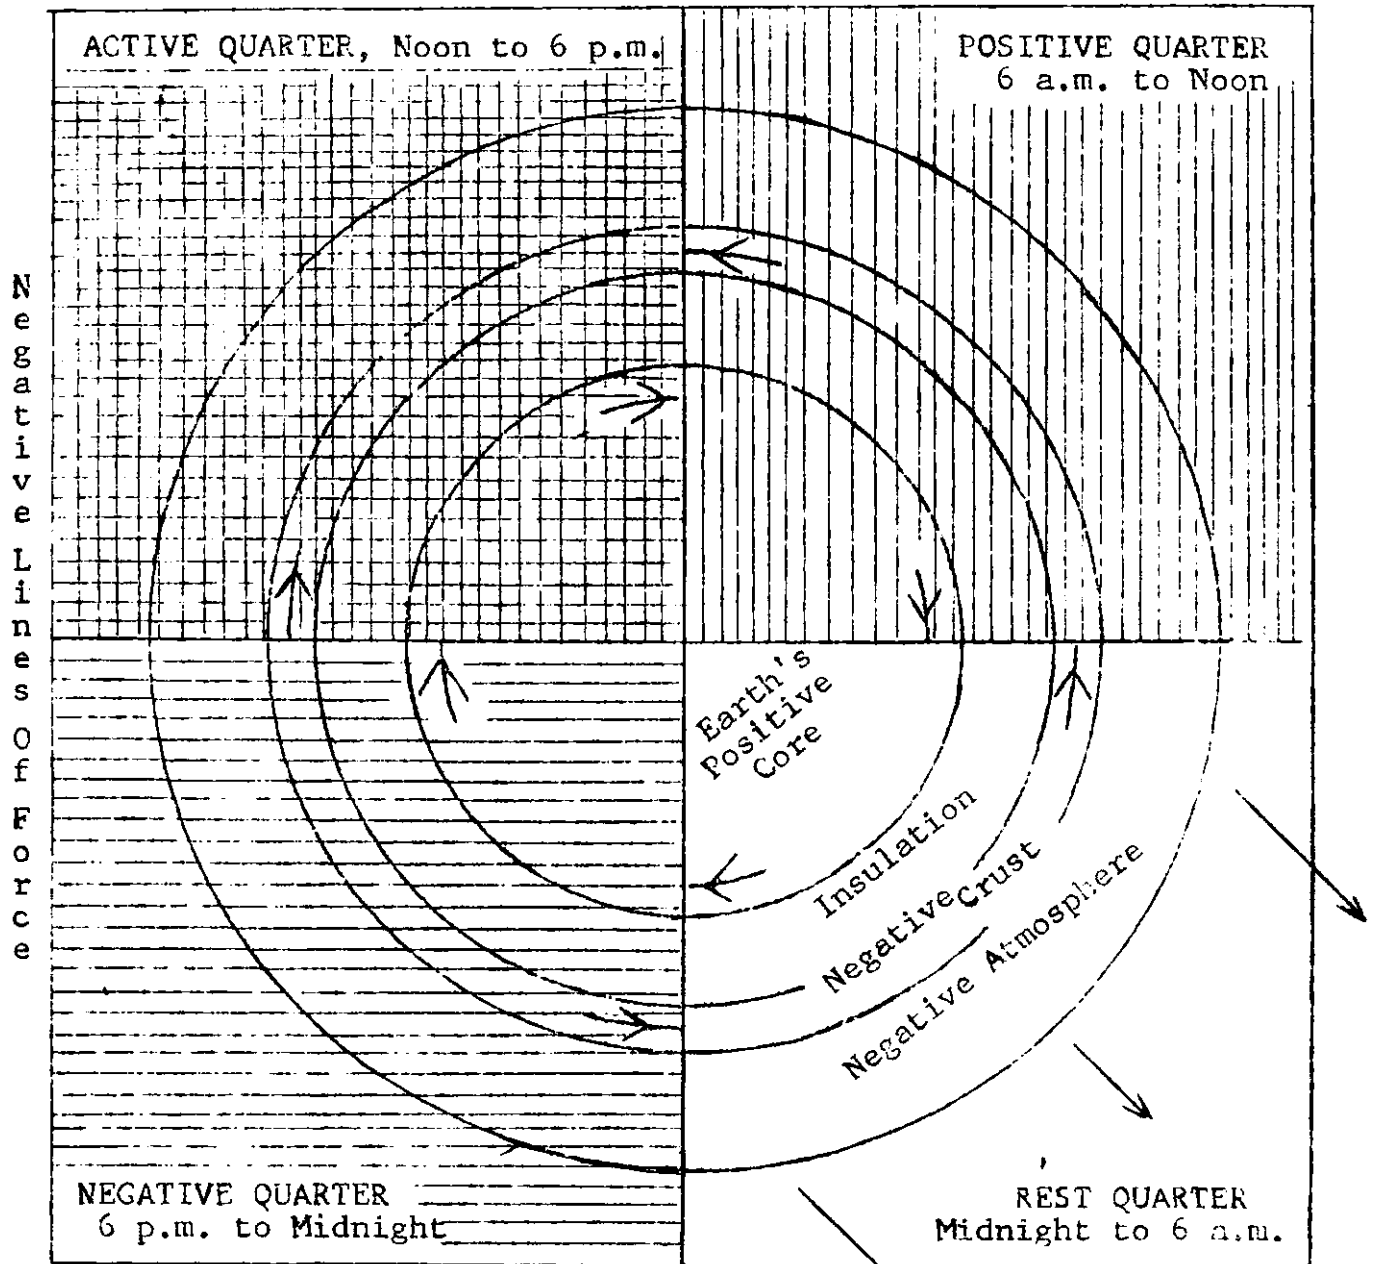 ACTIVE QUARTER, Noon to 6 p.m.
POSITIVE QUARTER
6 a.m. to Noon
Negative Lines Of Force
Earth's
Positive
Core
Insulation
Negative Crust
Negative Atmosphere
NEGATIVE QUARTER
6 p.m. to Midnight
REST QUARTER
Midnight to 6 a.m.